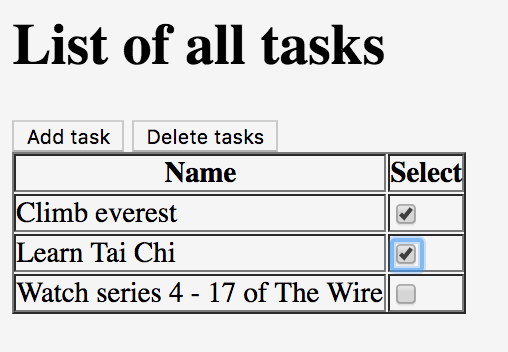 List of all tasks
Add task Delete tasks
Name Select
Climb everest
Learn Tai Chi
Watch series 4 - 17 of The Wire